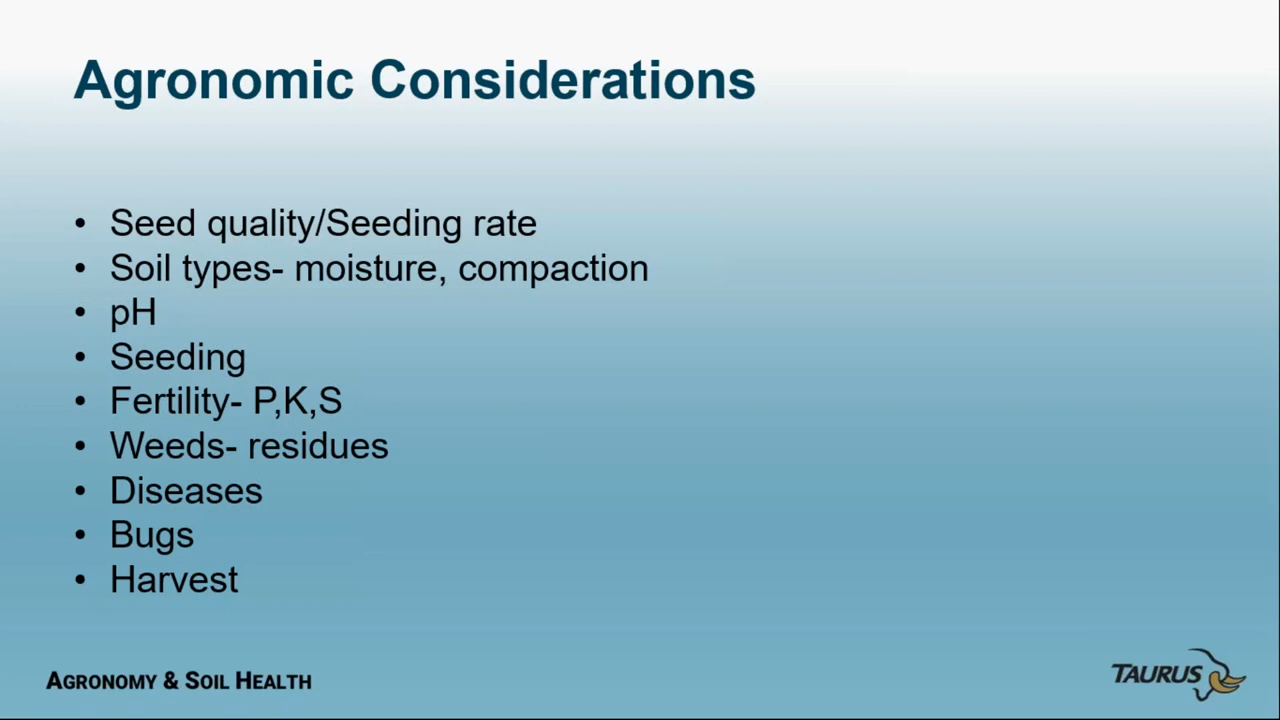 Agronomic Considerations
• Seed quality/Seeding rate
• Soil types- moisture, compaction
• pH
• Seeding
• Fertility- P,K,S
• Weeds- residues
• Diseases
• Bugs
• Harvest
AGRONOMY & SOIL HEALTH
TAURUS